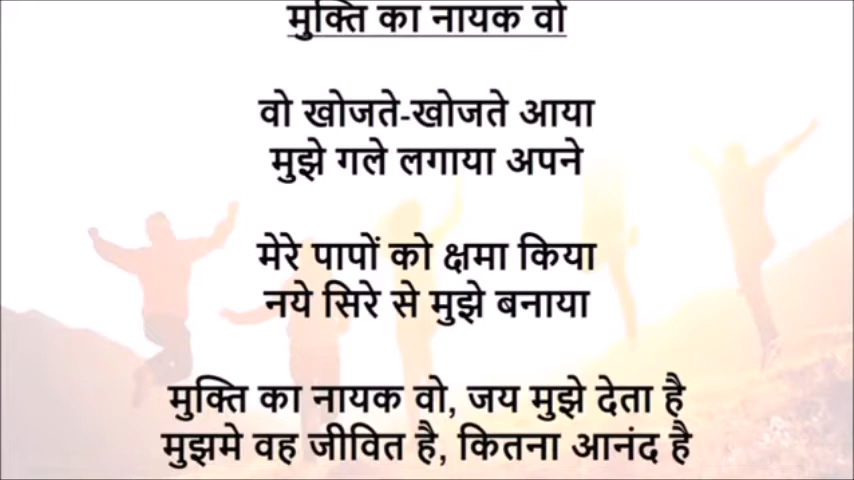 मुक्ति का नायक वो
वो खोजते-खोजते आया
मुझे गले लगाया अपने
मेरे पापों को क्षमा किया
नये सिरे से मुझे बनाया
मुक्ति का नायक वो, जय मुझे देता है
मुझमे वह जीवित है, कितना आनंद है